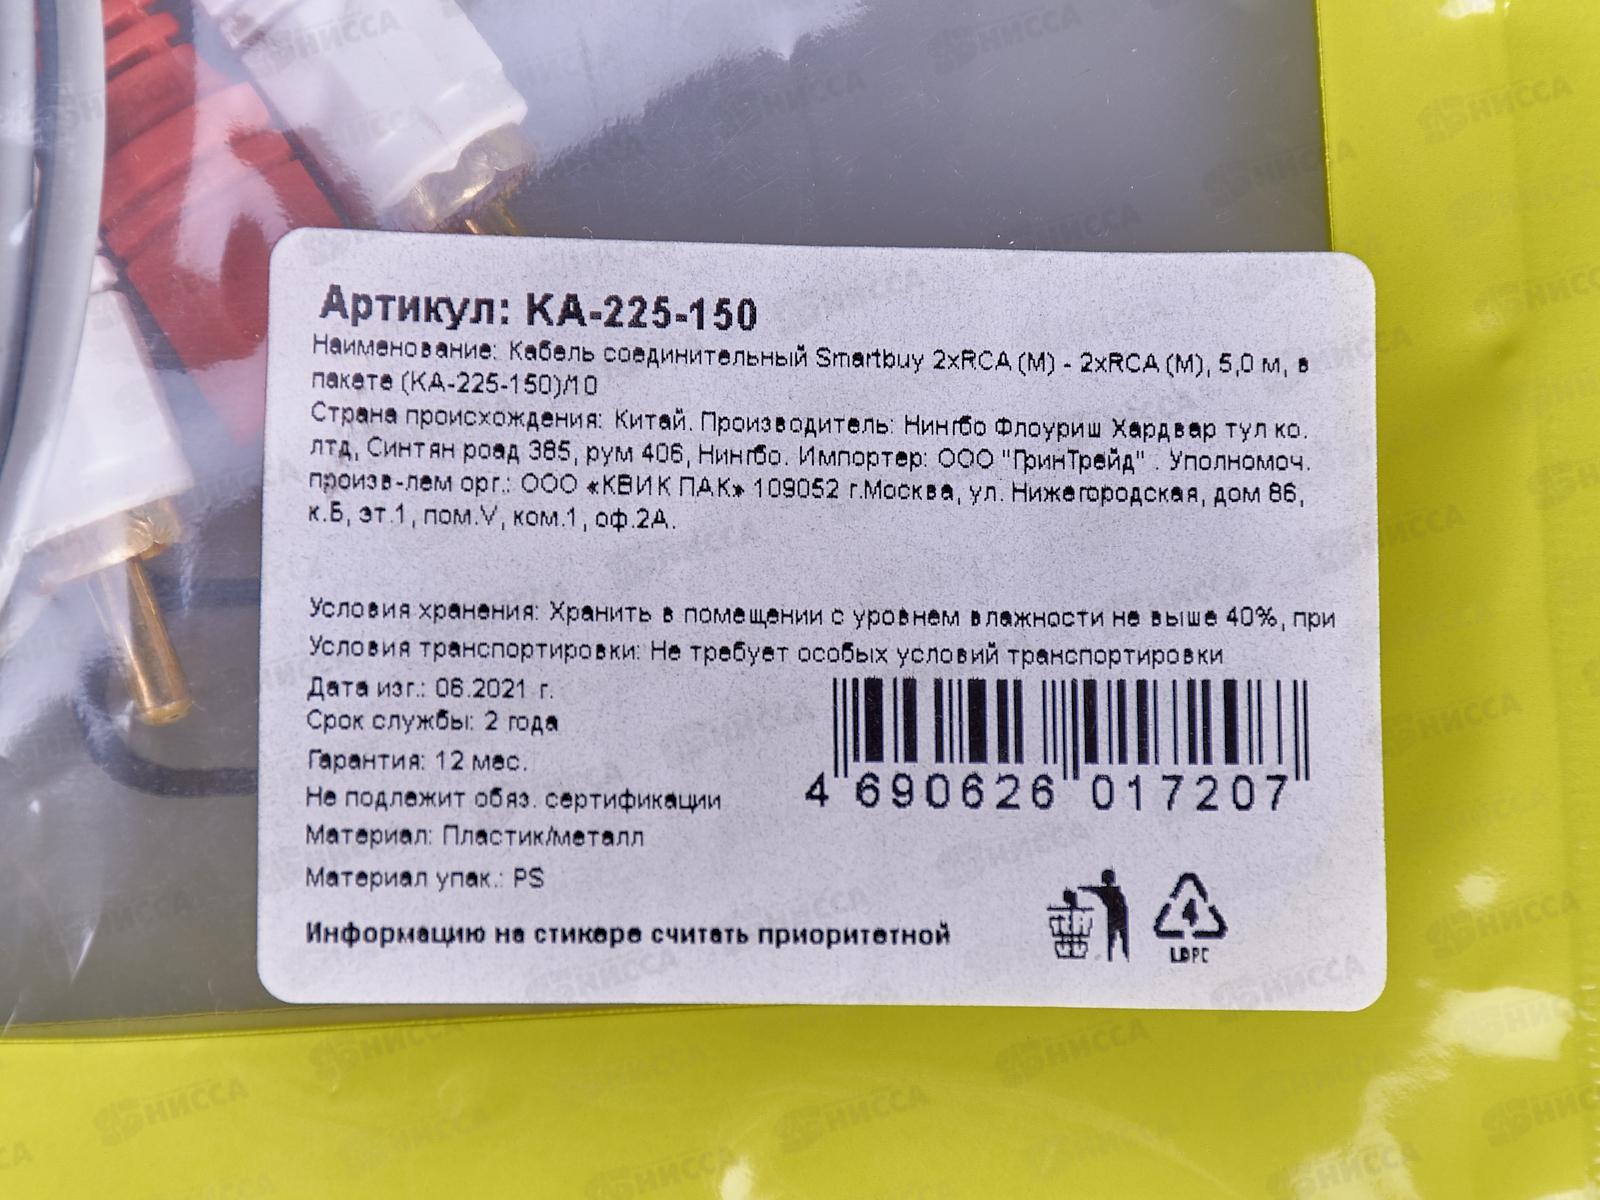 Артикул: KA-225-150
Наименование: Кабель соединительный Smartbuy 2xRCA (M) - 2xRCA (M), 5,0 м, в
пакете (KA-225-150)/10
Страна происхождения: Китай. Производитель: Нингбо Флоуриш Хардвар тул ко.
лтд, Синтян роад 385, рум 406, Нингбо. Импортер: ООО "ГринТрейд" . Уполномоч.
произв-лем орг.: ООО «КВИК ПАК» 109052 г.Москва, ул. Нижегородская, дом 86,
к.Б, эт.1, пом.V, ком.1, оф.2А.
Условия хранения: Хранить в помещении с уровнем влажности не выше 40%, при
Условия транспортировки: Не требует особых условий транспортировки
Дата изг.: 06.2021 г.
Срок службы: 2 года
Гарантия: 12 мес.
Не подлежит обяз. сертификации
Материал: Пластик/металл
Материал упак.: PS
Информацию на стикере считать приоритетной
4 690626 017207
4
LDPE
НИССА